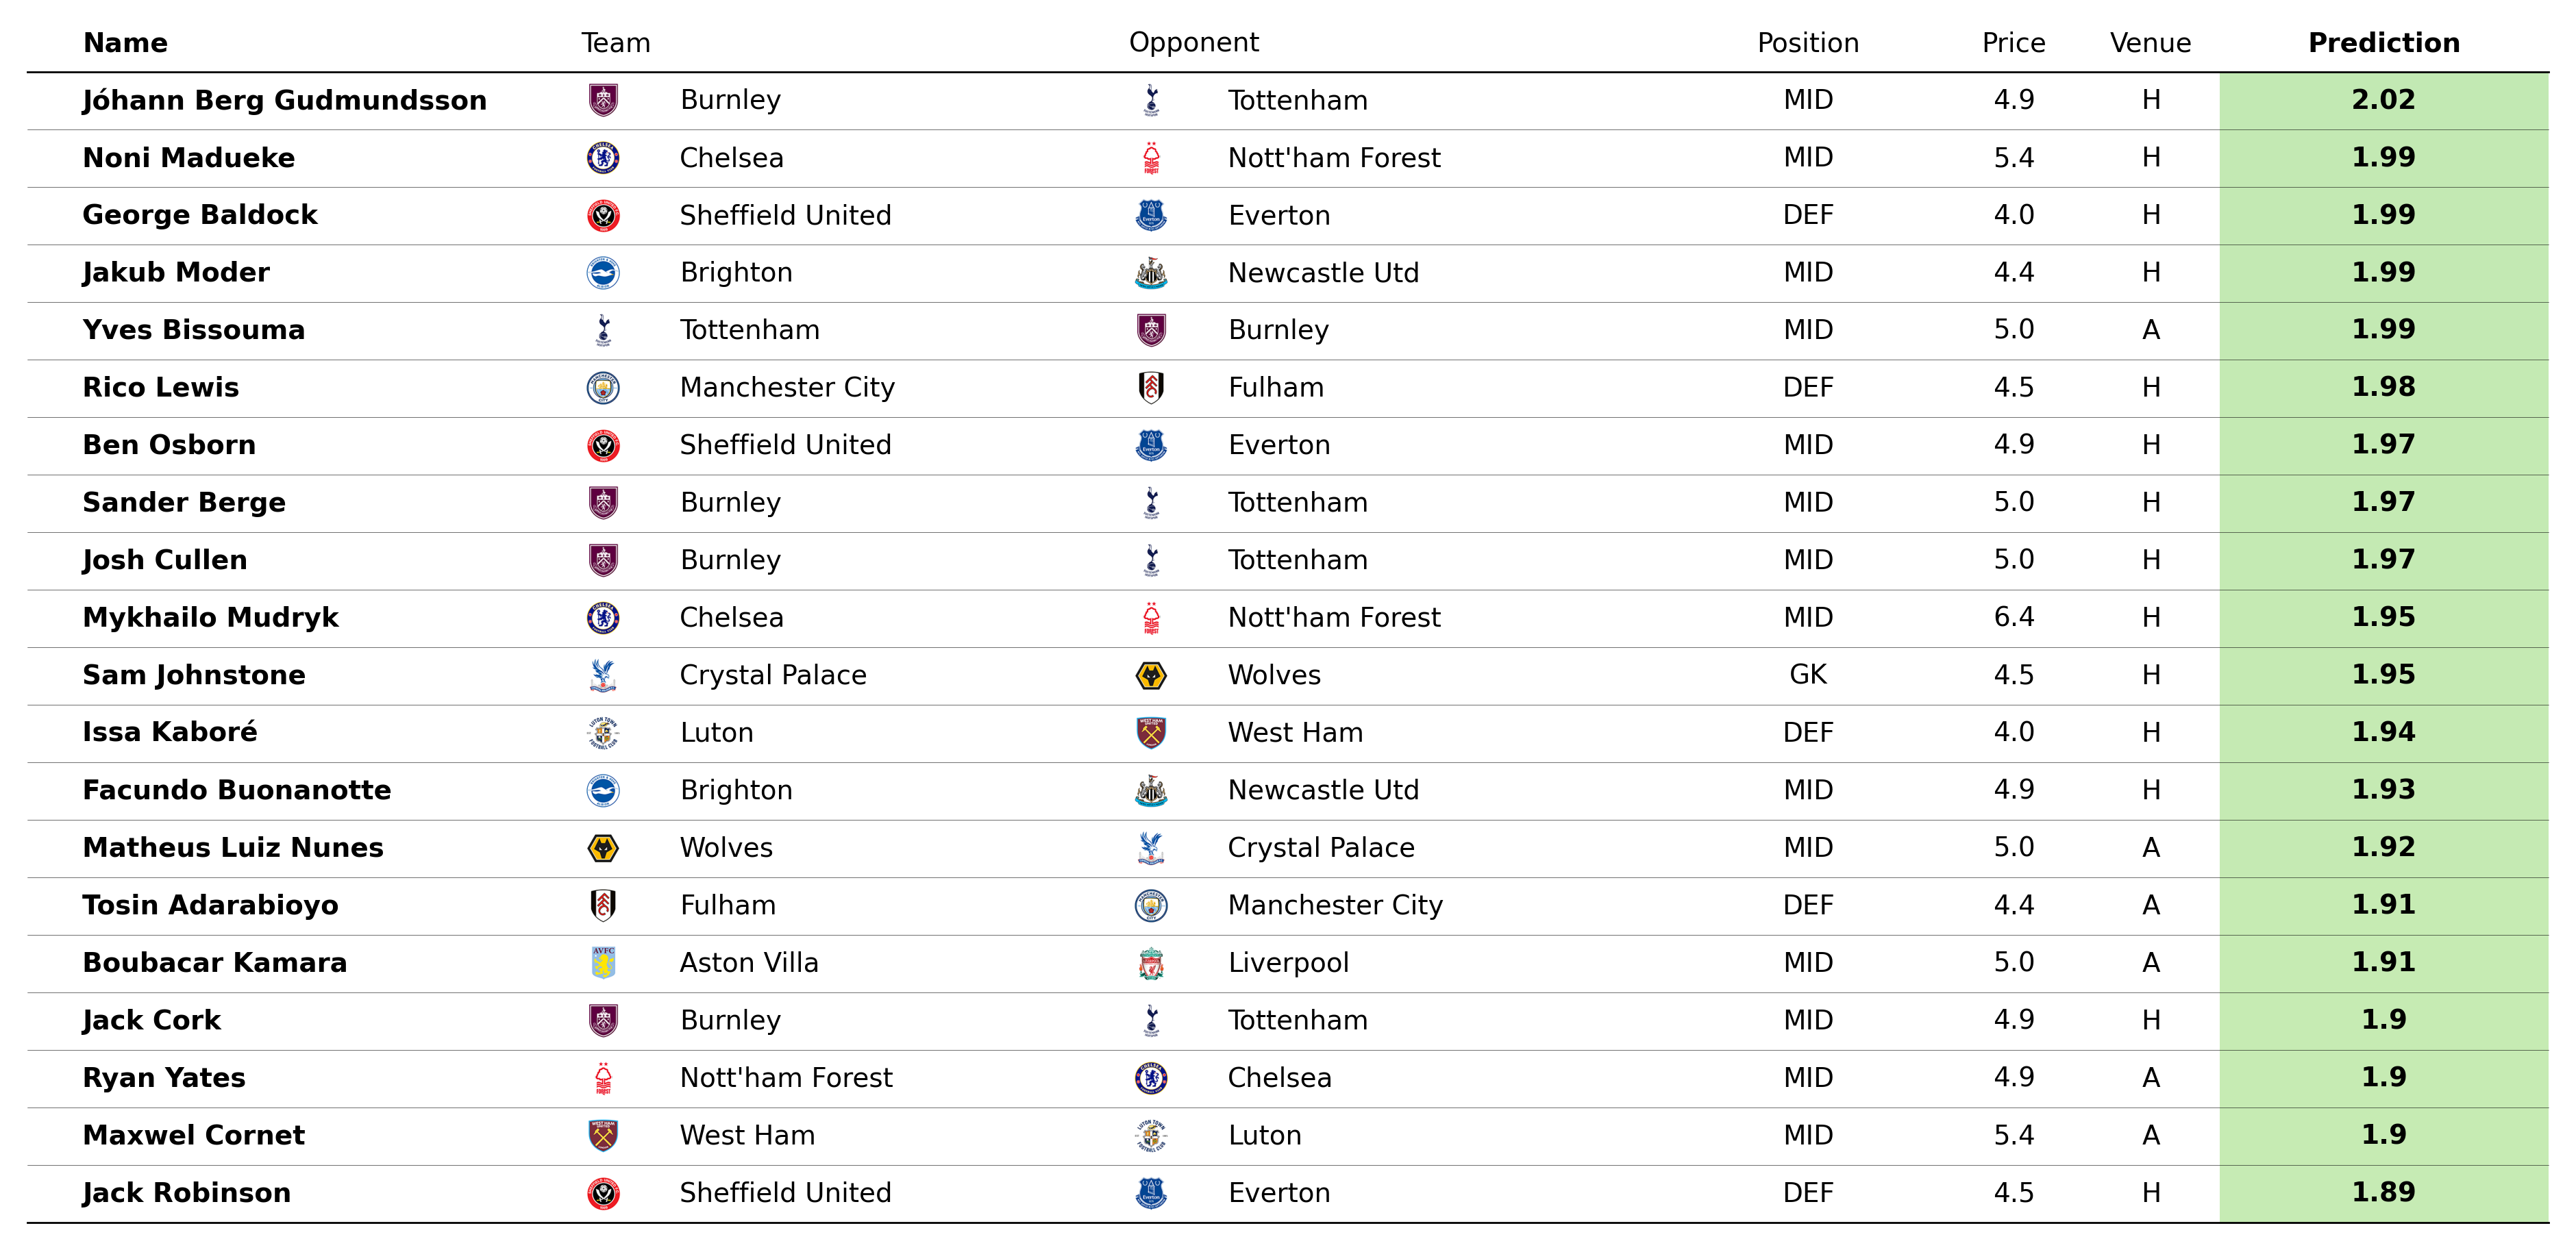 Name Team Opponent Position Price Venue Prediction
Jóhann Berg Gudmundsson Burnley Tottenham MID 4.9 H 2.02
Noni Madueke Chelsea Nott'ham Forest MID 5.4 H 1.99
George Baldock Sheffield United Everton DEF 4.0 H 1.99
Jakub Moder Brighton Newcastle Utd MID 4.4 H 1.99
Yves Bissouma Tottenham Burnley MID 5.0 A 1.99
Rico Lewis Manchester City Fulham DEF 4.5 H 1.98
Ben Osborn Sheffield United Everton MID 4.9 H 1.97
Sander Berge Burnley Tottenham MID 5.0 H 1.97
Josh Cullen Burnley Tottenham MID 5.0 H 1.97
Mykhailo Mudryk Chelsea Nott'ham Forest MID 6.4 H 1.95
Sam Johnstone Crystal Palace Wolves GK 4.5 H 1.95
Issa Kaboré Luton West Ham DEF 4.0 H 1.94
Facundo Buonanotte Brighton Newcastle Utd MID 4.9 H 1.93
Matheus Luiz Nunes Wolves Crystal Palace MID 5.0 A 1.92
Tosin Adarabioyo Fulham Manchester City DEF 4.4 A 1.91
Boubacar Kamara Aston Villa Liverpool MID 5.0 A 1.91
Jack Cork Burnley Tottenham MID 4.9 H 1.9
Ryan Yates Nott'ham Forest Chelsea MID 4.9 A 1.9
Maxwel Cornet West Ham Luton MID 5.4 A 1.9
Jack Robinson Sheffield United Everton DEF 4.5 H 1.89